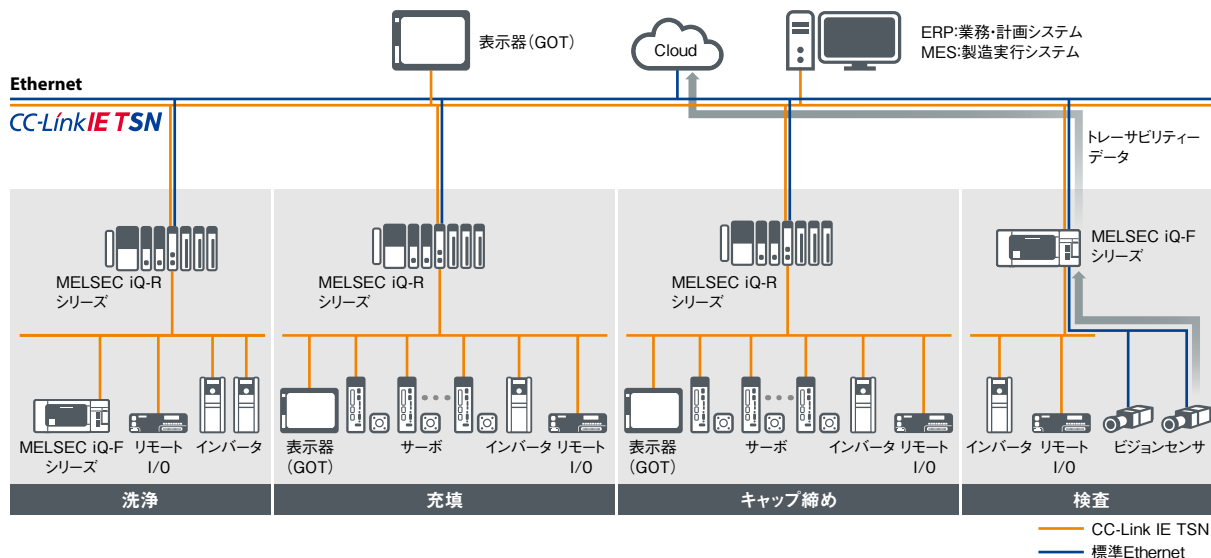 表示器(GOT)
Cloud
ERP:業務・計画システム
MES:製造実行システム
Ethernet
CC-Link IE TSN
トレーサビリティー
データ
MELSEC iQ-R
シリーズ
MELSEC iQ-R
シリーズ
MELSEC iQ-R
シリーズ
MELSEC iQ-F
シリーズ
MELSEC iQ-F
シリーズ
リモート
I/O
インバータ
表示器
(GOT)
サーボ
インバータ
リモート
I/O
表示器
(GOT)
サーボ
インバータ
リモート
I/O
インバータ
リモート
I/O
ビジョンセンサ
洗浄
充填
キャップ締め
検査
CC-Link IE TSN
標準Ethernet